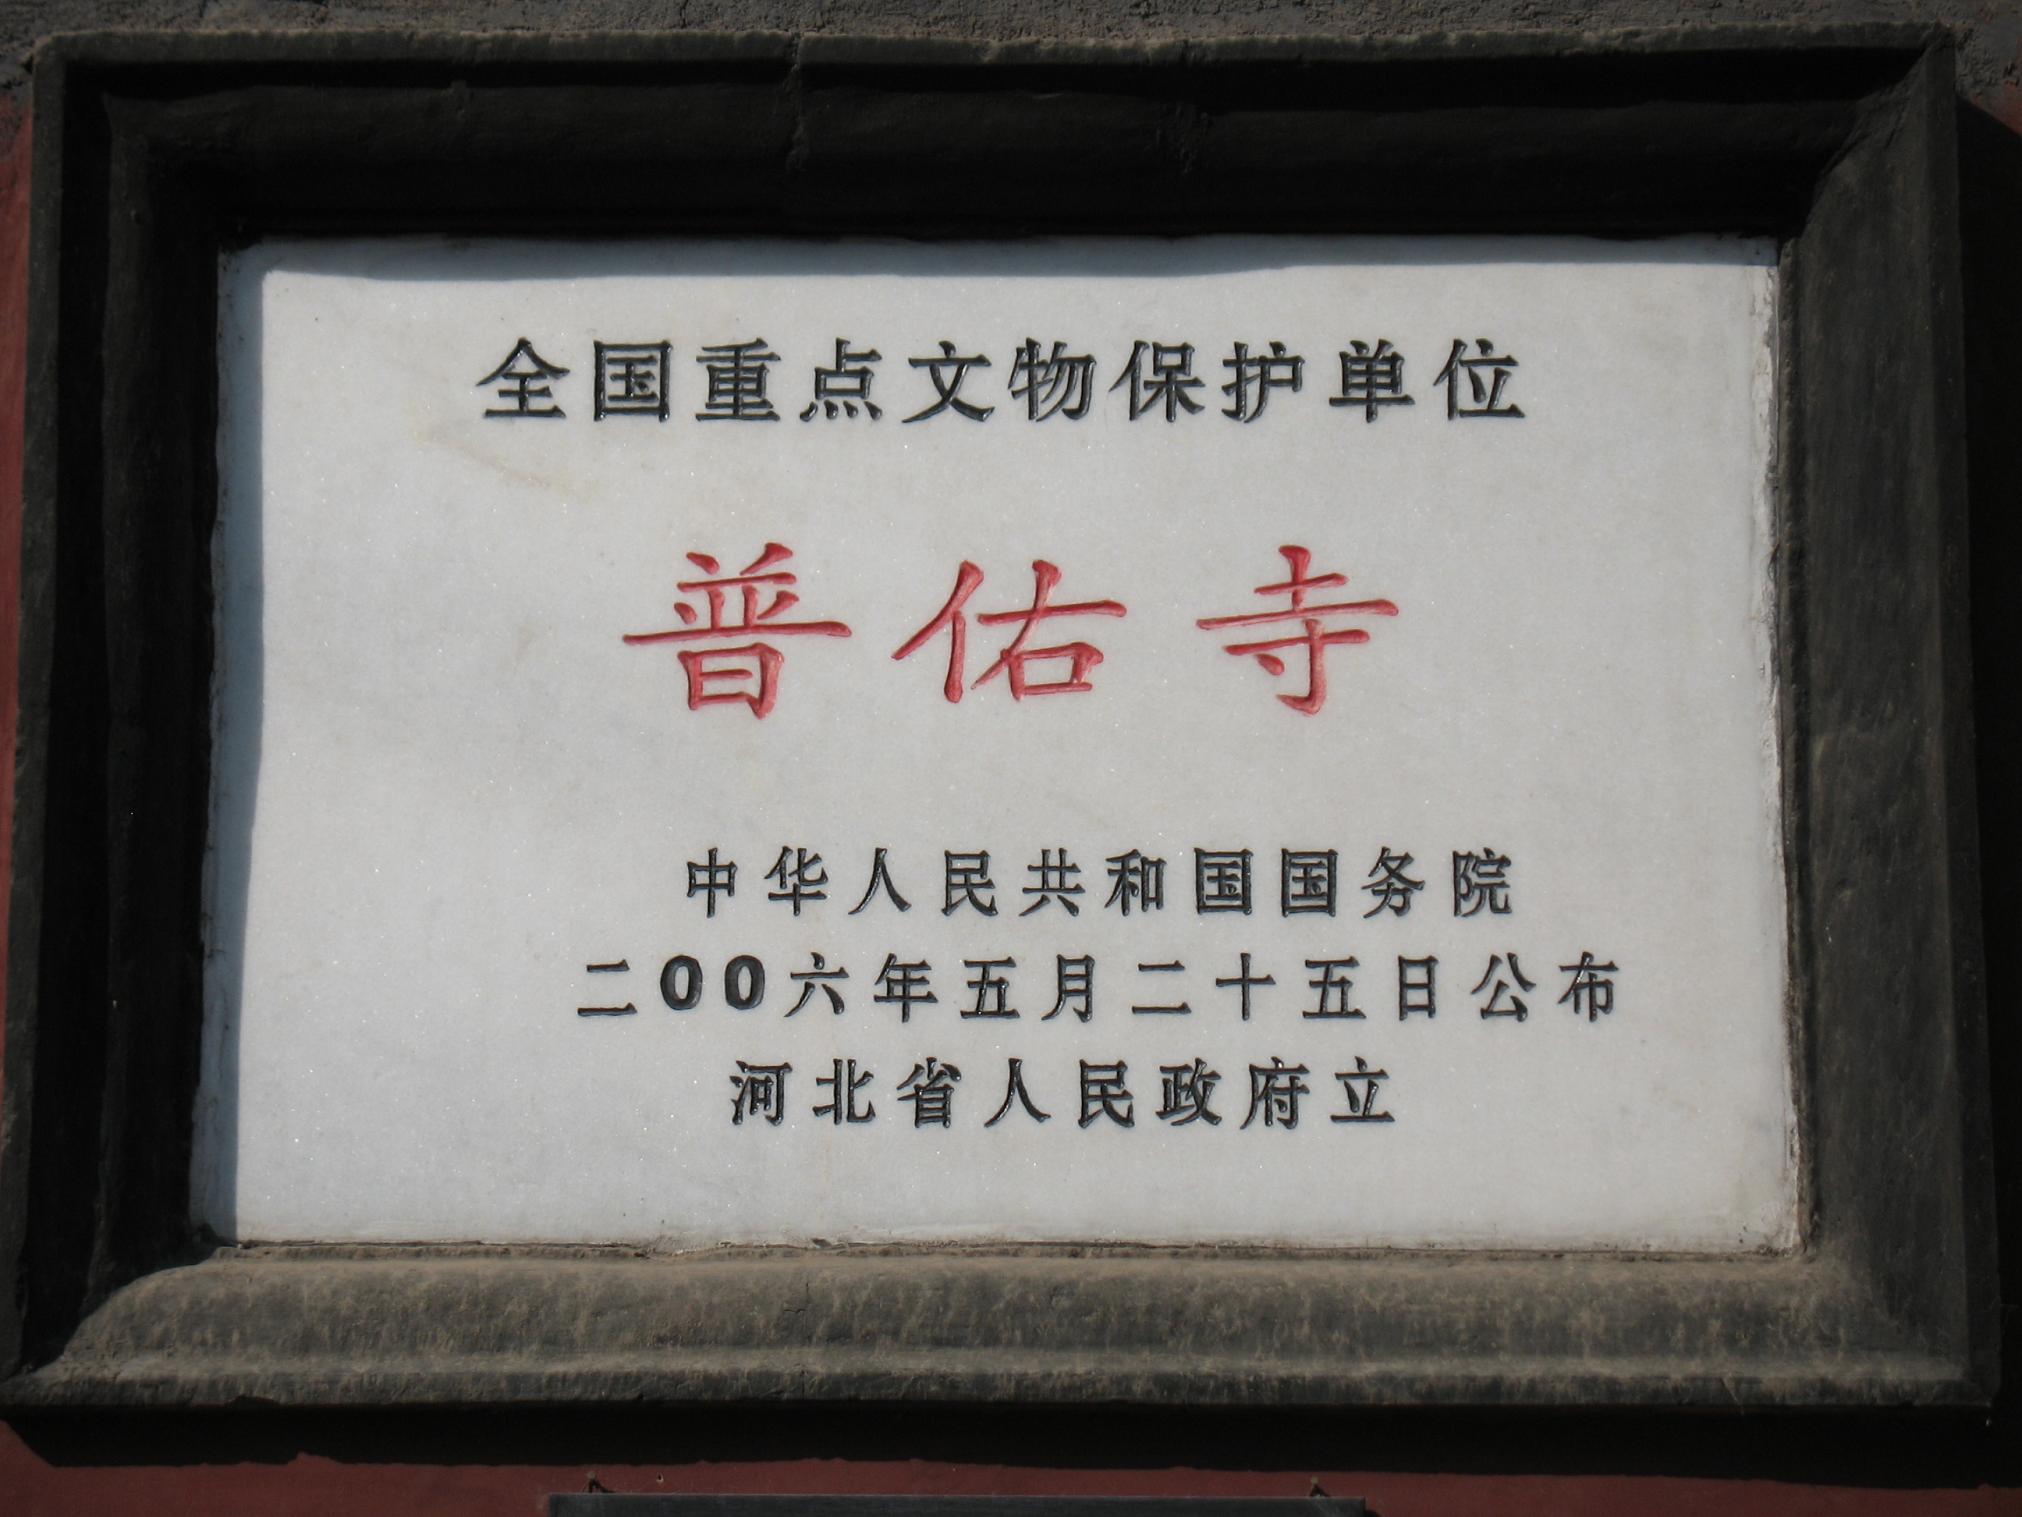 全国重点文物保护单位
普佑寺
中华人民共和国国务院
二00六年五月二十五日公布
河北省人民政府立